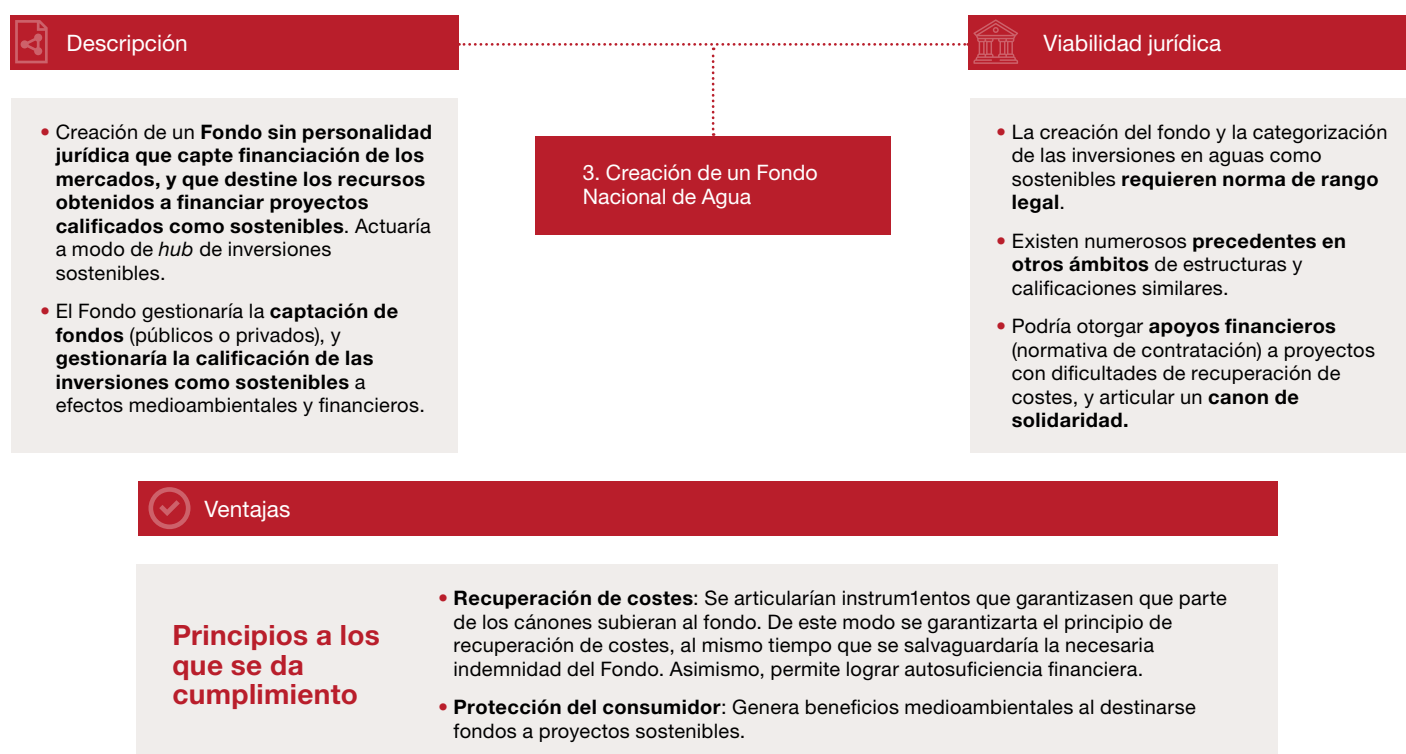 Descripción
• Creación de un Fondo sin personalidad
jurídica que capte financiación de los
mercados, y que destine los recursos
obtenidos a financiar proyectos
calificados como sostenibles. Actuaría
a modo de hub de inversiones
sostenibles.
• El Fondo gestionaría la captación de
fondos (públicos o privados), y
gestionaría la calificación de las
inversiones como sostenibles a
efectos medioambientales y financieros.
3. Creación de un Fondo
Nacional de Agua
Viabilidad jurídica
• La creación del fondo y la categorización
de las inversiones en aguas como
sostenibles requieren norma de rango
legal.
• Existen numerosos precedentes en
otros ámbitos de estructuras y
calificaciones similares.
• Podría otorgar apoyos financieros
(normativa de contratación) a proyectos
con dificultades de recuperación de
costes, y articular un canon de
solidaridad.
Ventajas
Principios a los
que se da
cumplimiento
• Recuperación de costes: Se articularían instrum1entos que garantizasen que parte
de los cánones subieran al fondo. De este modo se garantizarta el principio de
recuperación de costes, al mismo tiempo que se salvaguardaría la necesaria
indemnidad del Fondo. Asimismo, permite lograr autosuficiencia financiera.
• Protección del consumidor: Genera beneficios medioambientales al destinarse
fondos a proyectos sostenibles.